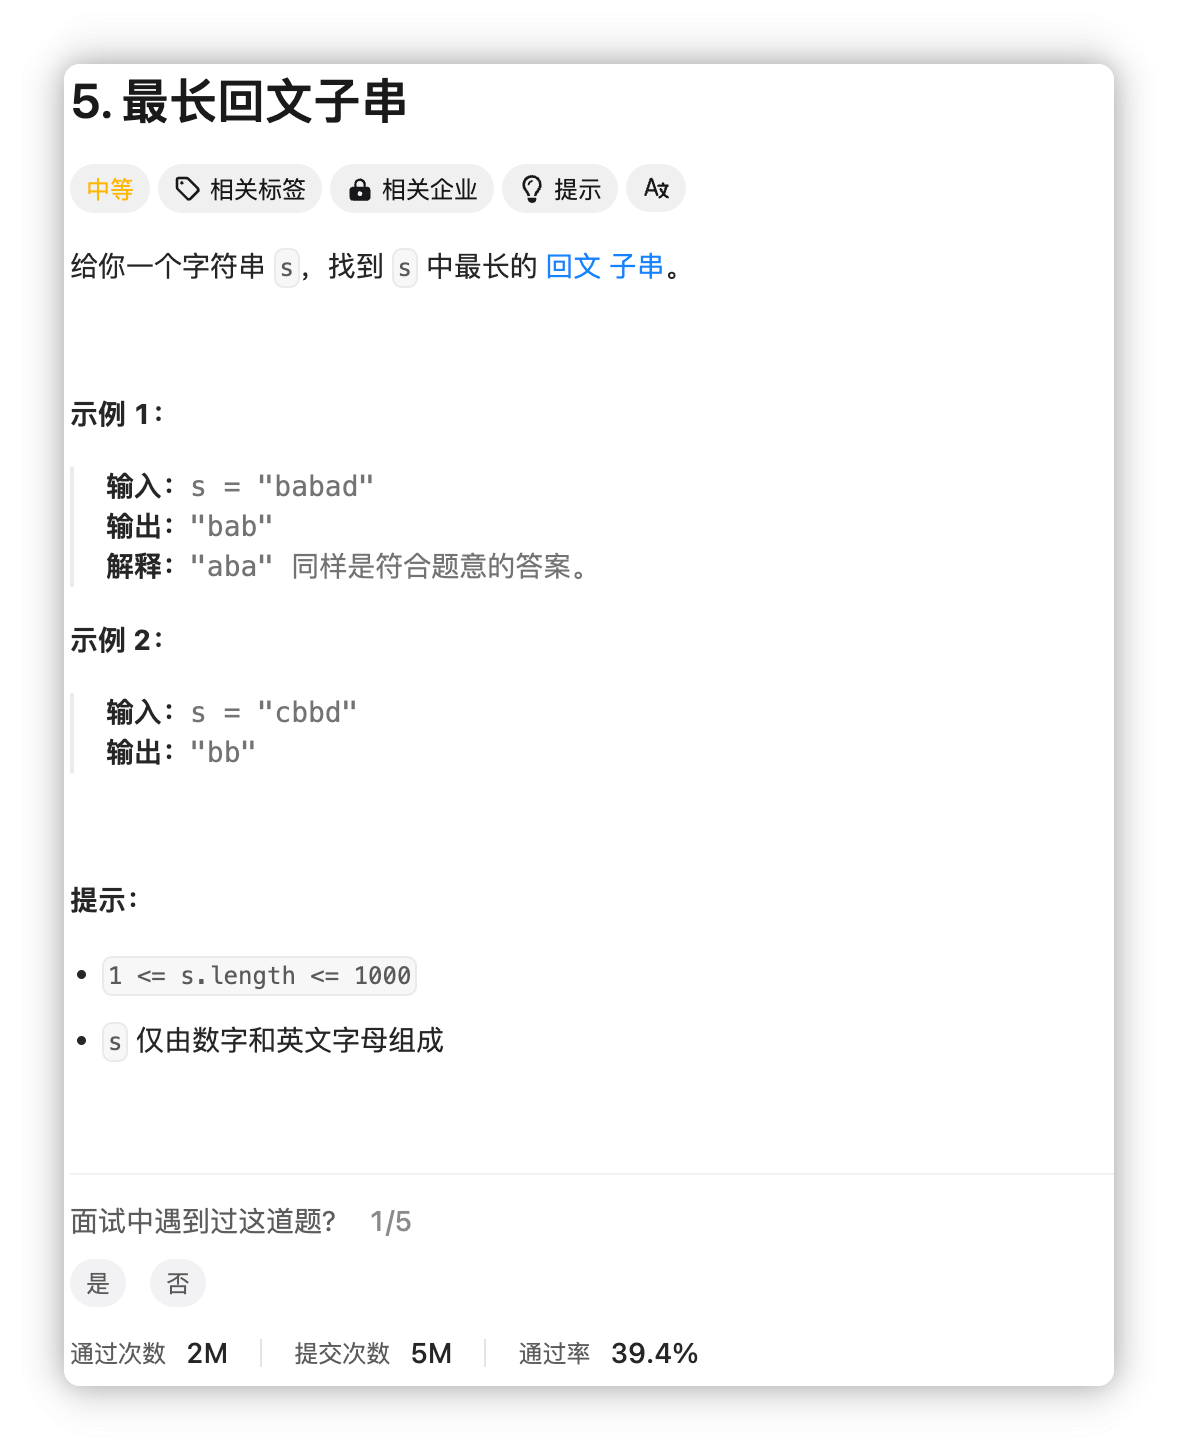 5. 最长回文子串
中等 相关标签 相关企业 提示
给你一个字符串 s，找到 s 中最长的 回文 子串。
示例 1：
输入：s = "babad"
输出："bab"
解释："aba" 同样是符合题意的答案。
示例 2：
输入：s = "cbbd"
输出："bb"
提示：
• 1 <= s.length <= 1000
• s 仅由数字和英文字母组成
面试中遇到过这道题? 1/5
是 否
通过次数 2M 提交次数 5M 通过率 39.4%